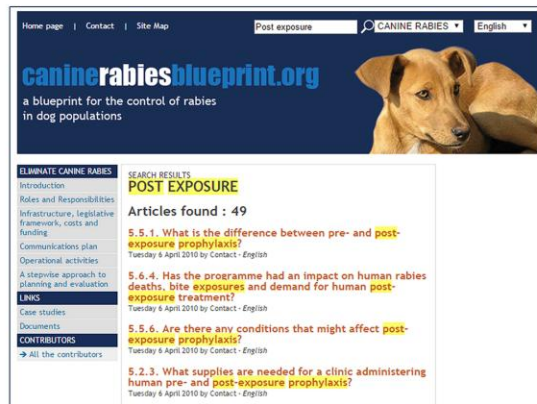 Home page | Contact | Site Map
Post exposure
CANINE RABIES
English
caninerabiesblueprint.org
a blueprint for the control of rabies
in dog populations
ELIMINATE CANINE RABIES
Introduction
Roles and Responsibilities
Infrastructure, legislative
framework, costs and
funding
Communications plan
Operational activities
A stepwise approach to
planning and evaluation
LINKS
Case studies
Documents
CONTRIBUTORS
→ All the contributors
SEARCH RESULTS
POST EXPOSURE
Articles found : 49
5.5.1. What is the difference between pre- and post-
exposure prophylaxis?
Tuesday 6 April 2010 by Contact - English
5.6.4. Has the programme had an impact on human rabies
deaths, bite exposures and demand for human post-
exposure treatment?
Tuesday 6 April 2010 by Contact - English
5.5.6. Are there any conditions that might affect post-
exposure prophylaxis?
Tuesday 6 April 2010 by Contact - English
5.2.3. What supplies are needed for a clinic administering
human pre- and post-exposure prophylaxis?
Tuesday 6 April 2010 by Contact - English